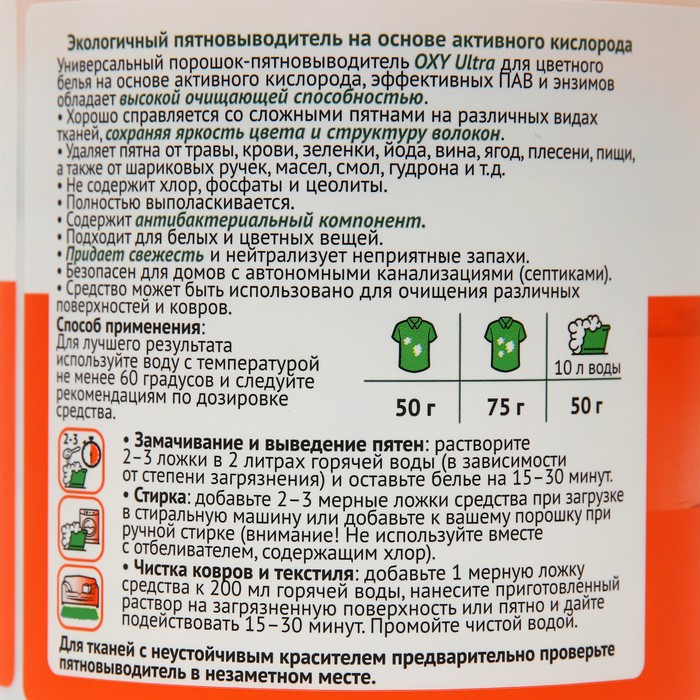 Экологичный пятновыводитель на основе активного кислорода
Универсальный порошок-пятновыводитель OXY Ultra для цветного
белья на основе активного кислорода, эффективных ПАВ и энзимов
обладает высокой очищающей способностью.
• Хорошо справляется со сложными пятнами на различных видах
тканей, сохраняя яркость цвета и структуру волокон.
• Удаляет пятна от травы, крови, зеленки, йода, вина, ягод, плесени, пищи,
а также от шариковых ручек, масел, смол, гудрона и т.д.
• Не содержит хлор, фосфаты и цеолиты.
• Полностью выполаскивается.
• Содержит антибактериальный компонент.
• Подходит для белых и цветных вещей.
• Придает свежесть и нейтрализует неприятные запахи.
• Безопасен для домов с автономными канализациями (септиками).
• Средство может быть использовано для очищения различных
поверхностей и ковров.
Способ применения:
Для лучшего результата
используйте воду с температурой
не менее 60 градусов и следуйте
рекомендациям по дозировке
средства.
10 л воды
50 г 75 г 50 г
2-3
• Замачивание и выведение пятен: растворите
2–3 ложки в 2 литрах горячей воды (в зависимости
от степени загрязнения) и оставьте белье на 15–30 минут.
• Стирка: добавьте 2–3 мерные ложки средства при загрузке
в стиральную машину или добавьте к вашему порошку при
ручной стирке (внимание! Не используйте вместе
с отбеливателем, содержащим хлор).
• Чистка ковров и текстиля: добавьте 1 мерную ложку
средства к 200 мл горячей воды, нанесите приготовленный
раствор на загрязненную поверхность или пятно и дайте
подействовать 15–30 минут. Промойте чистой водой.
Для тканей с неустойчивым красителем предварительно проверьте
пятновыводитель в незаметном месте.